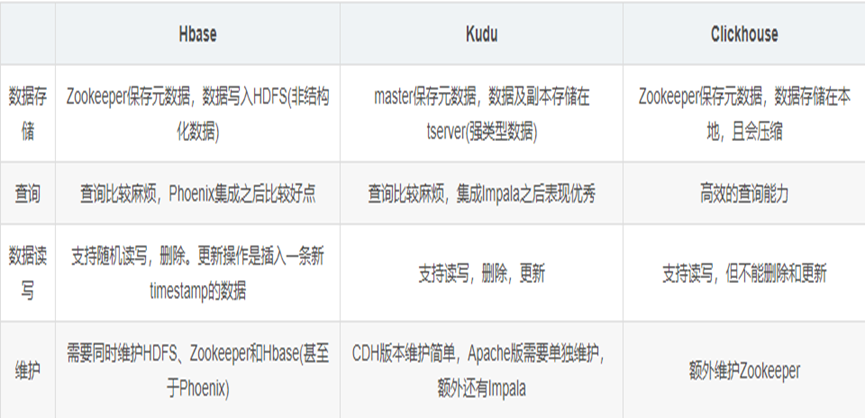 Hbase
Kudu
Clickhouse
数据存
储
Zookeeper保存元数据，数据写入HDFS(非结构
化数据)
master保存元数据，数据及副本存储在
tserver(强类型数据)
Zookeeper保存元数据，数据存储在本
地，且会压缩
查询
查询比较麻烦，Phoenix集成之后比较好点
查询比较麻烦，集成Impala之后表现优秀
高效的查询能力
数据读
写
支持随机读写，删除。更新操作是插入一条新
timestamp的数据
支持读写，删除，更新
支持读写，但不能删除和更新
维护
需要同时维护HDFS、Zookeeper和Hbase(甚至
于Phoenix)
CDH版本维护简单，Apache版需要单独维护，
额外还有Impala
额外维护Zookeeper